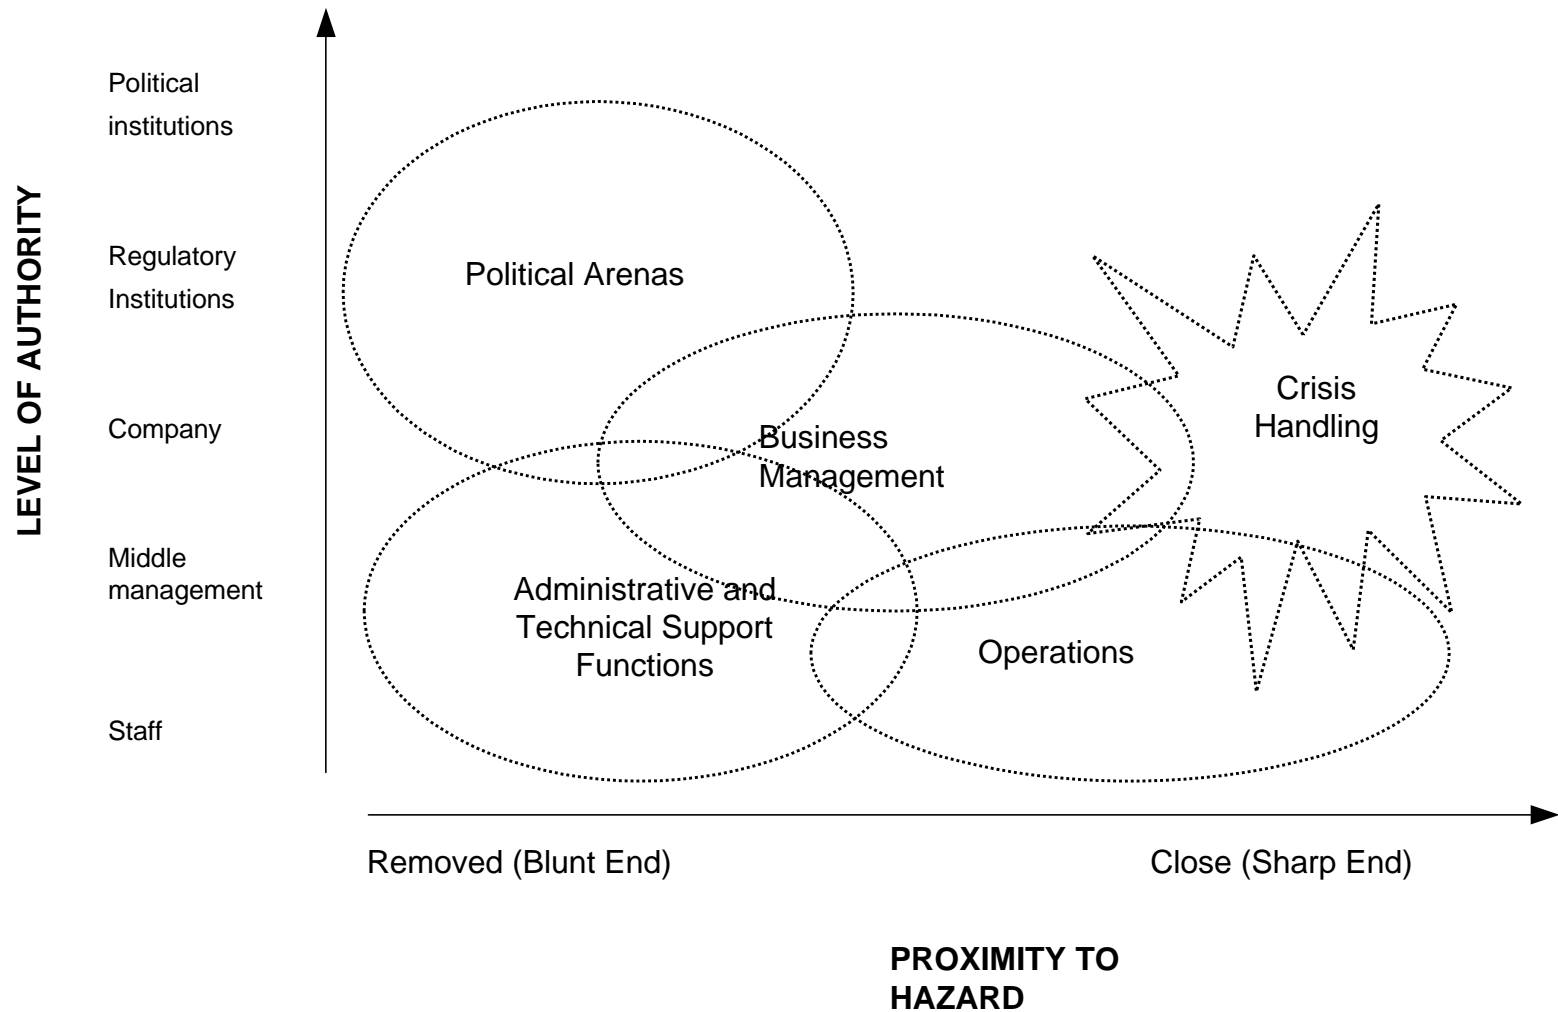 LEVEL OF AUTHORITY
Political
institutions
Regulatory
Institutions
Company
Middle
management
Staff
Political Arenas
Business
Management
Crisis
Handling
Administrative and
Technical Support
Functions
Operations
Removed (Blunt End)
Close (Sharp End)
PROXIMITY TO
HAZARD